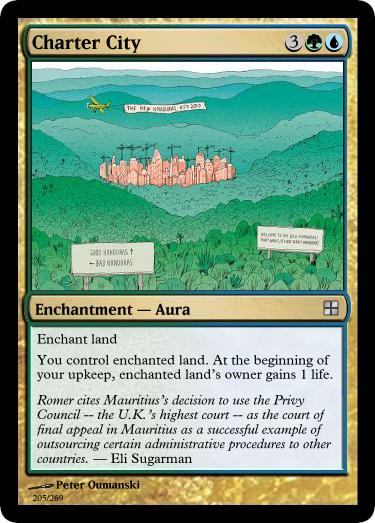 Charter City 3
THE NEW HONDURAS EST 2010
GOOD HONDURAS ↑
← BAD HONDURAS
WELCOME TO THE NEW HONDURAS!
Enchantment — Aura
Enchant land
You control enchanted land. At the beginning of
your upkeep, enchanted land's owner gains 1 life.
Romer cites Mauritius's decision to use the Privy
Council -- the U.K.'s highest court -- as the court of
final appeal in Mauritius as a successful example of
outsourcing certain administrative procedures to other
countries. — Eli Sugarman
Peter Oumanski
205/269